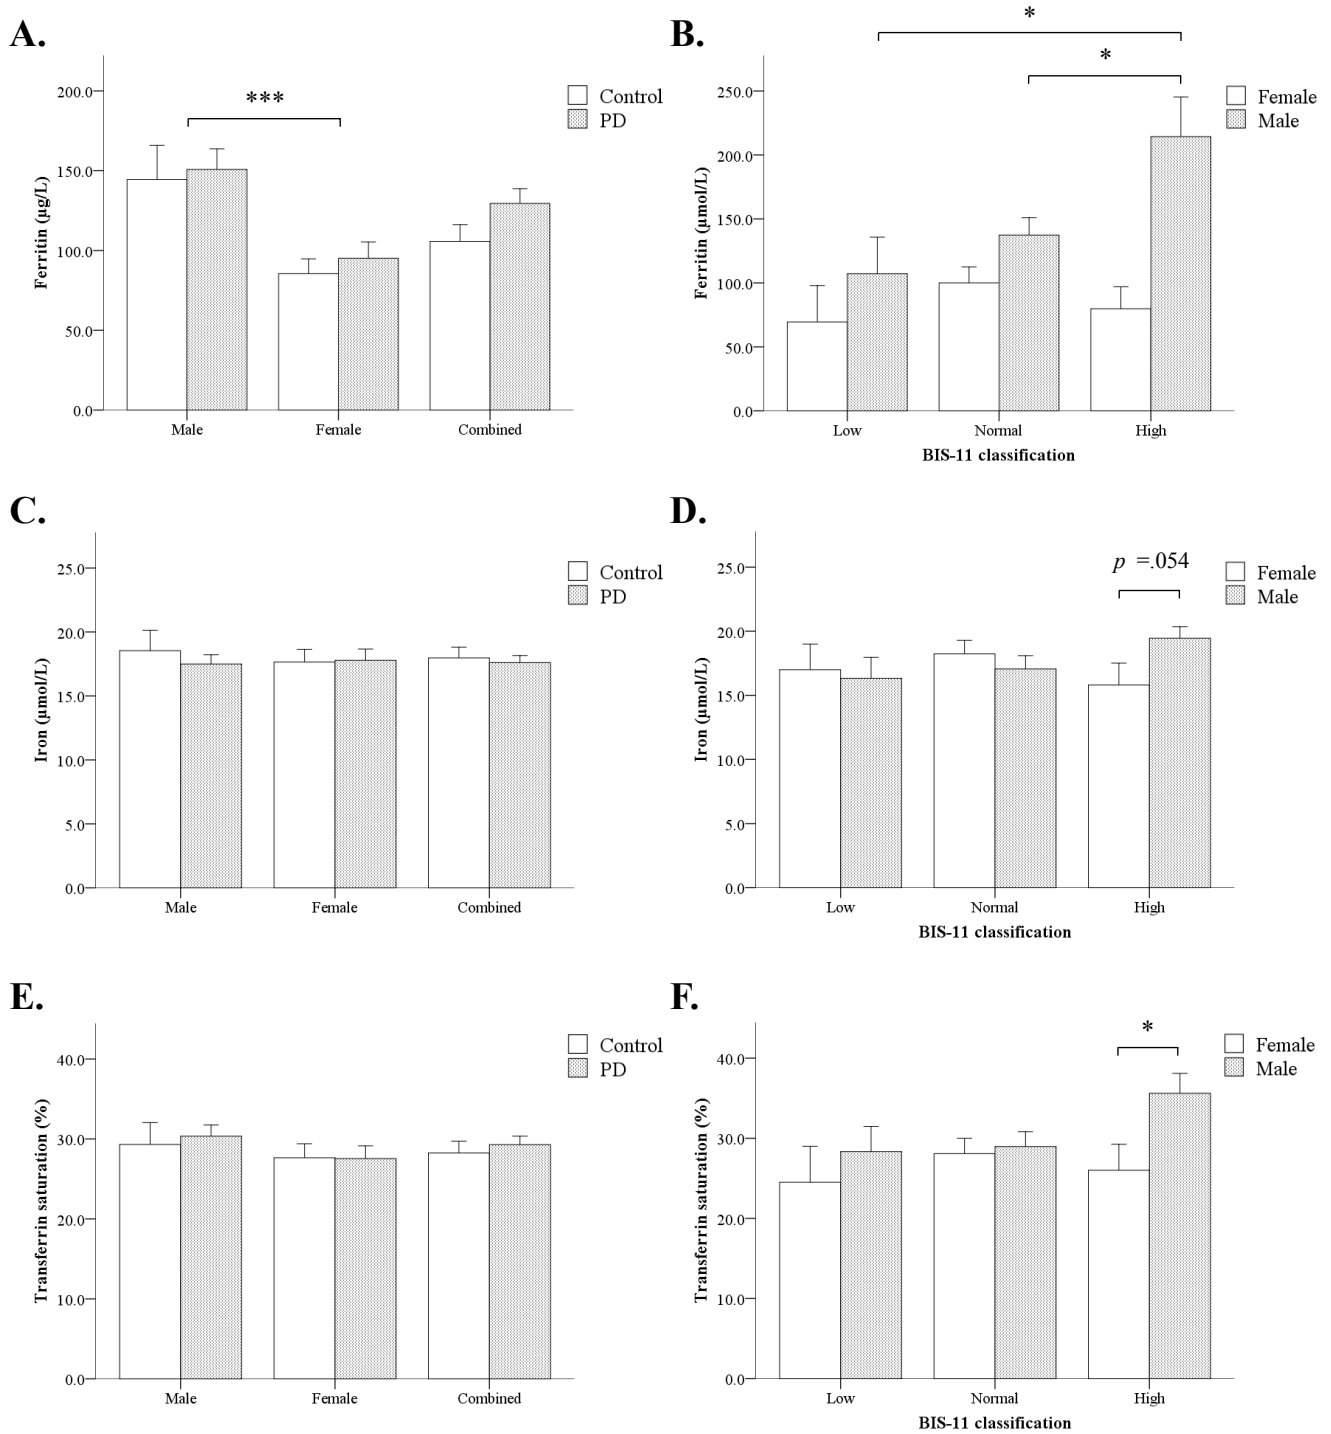 A.
***
Control
PD
200.0
150.0
100.0
50.0
0.0
Ferritin (µg/L)
Male
Female
Combined
B.
*
*
Female
Male
250.0
200.0
150.0
100.0
50.0
0.0
Ferritin (µmol/L)
Low
Normal
High
BIS-11 classification
C.
Control
PD
25.0
20.0
15.0
10.0
5.0
0.0
Iron (µmol/L)
Male
Female
Combined
D.
p =.054
Female
Male
25.0
20.0
15.0
10.0
5.0
0.0
Iron (µmol/L)
Low
Normal
High
BIS-11 classification
E.
Control
PD
40.0
30.0
20.0
10.0
0.0
Transferrin saturation (%)
Male
Female
Combined
F.
*
Female
Male
40.0
30.0
20.0
10.0
0.0
Transferrin saturation (%)
Low
Normal
High
BIS-11 classification